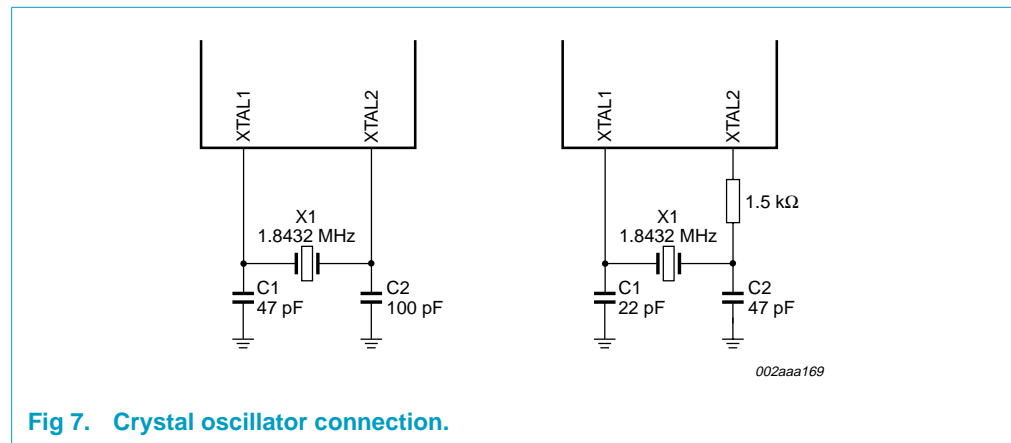 XTAL1
XTAL2
X1
1.8432 MHz
C1
47 pF
C2
100 pF
XTAL1
XTAL2
1.5 kΩ
X1
1.8432 MHz
C1
22 pF
C2
47 pF
002aaa169
Fig 7. Crystal oscillator connection.